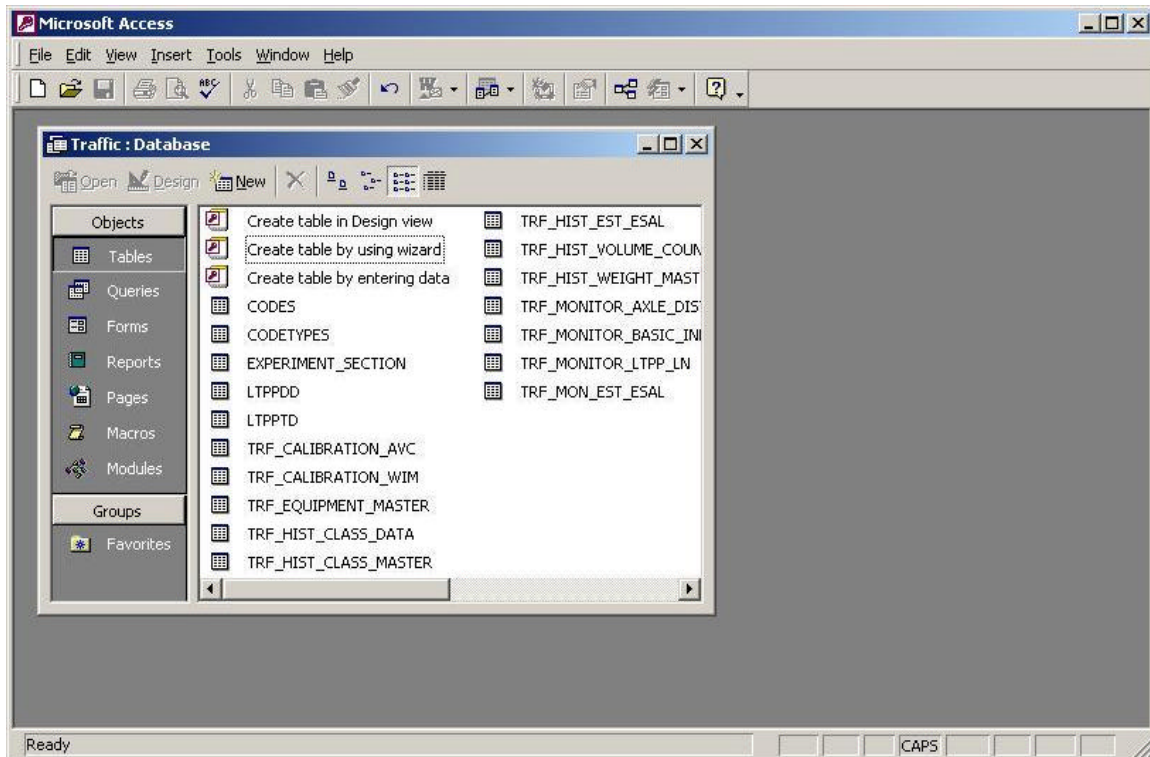 Microsoft Access
File Edit View Insert Tools Window Help
ABC
Traffic : Database
Open Design New
Objects
Tables
Queries
Forms
Reports
Pages
Macros
Modules
Groups
Favorites
Create table in Design view
Create table by using wizard
Create table by entering data
CODES
CODETYPES
EXPERIMENT_SECTION
LTPPDD
LTPPTD
TRF_CALIBRATION_AVC
TRF_CALIBRATION_WIM
TRF_EQUIPMENT_MASTER
TRF_HIST_CLASS_DATA
TRF_HIST_CLASS_MASTER
TRF_HIST_EST_ESAL
TRF_HIST_VOLUME_COUN
TRF_HIST_WEIGHT_MAST
TRF_MONITOR_AXLE_DIS
TRF_MONITOR_BASIC_IN
TRF_MONITOR_LTPP_LN
TRF_MON_EST_ESAL
Ready
CAPS